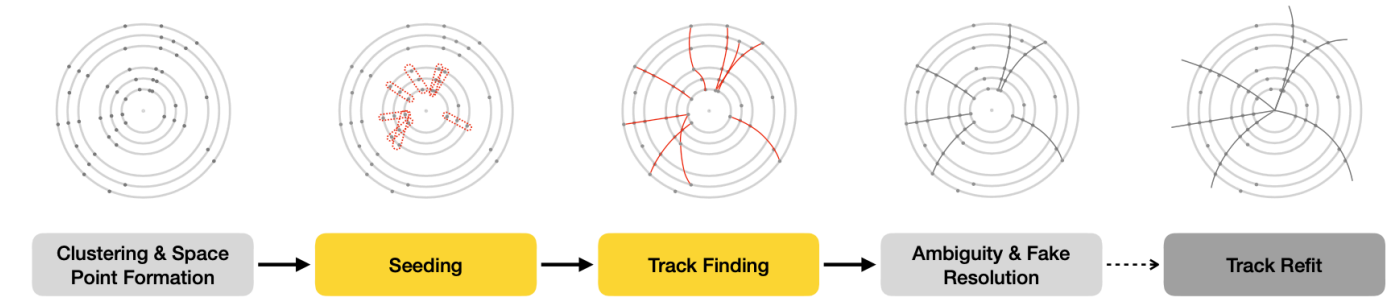 Clustering & Space
Point Formation
Seeding
Track Finding
Ambiguity & Fake
Resolution
Track Refit